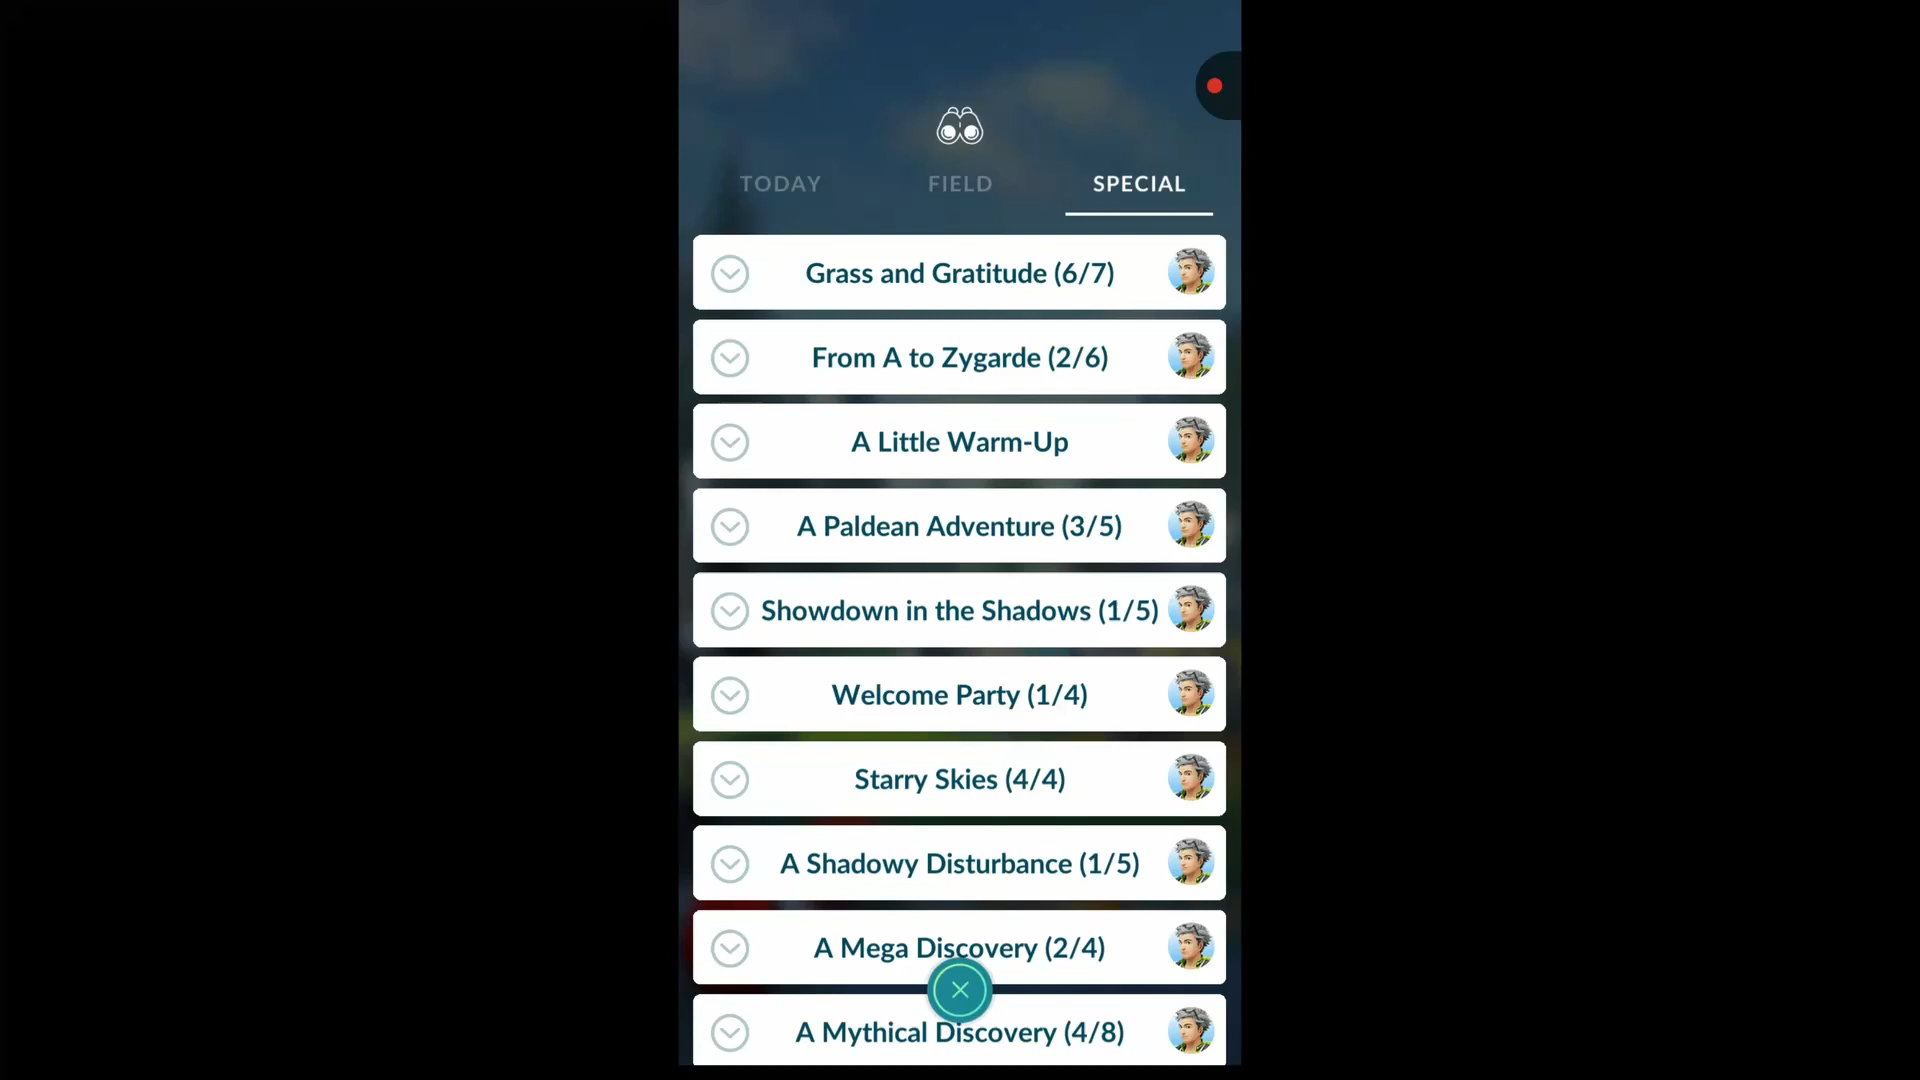 TODAY FIELD SPECIAL
Grass and Gratitude (6/7)
From A to Zygarde (2/6)
A Little Warm-Up
A Paldean Adventure (3/5)
Showdown in the Shadows (1/5)
Welcome Party (1/4)
Starry Skies (4/4)
A Shadowy Disturbance (1/5)
A Mega Discovery (2/4)
A Mythical Discovery (4/8)